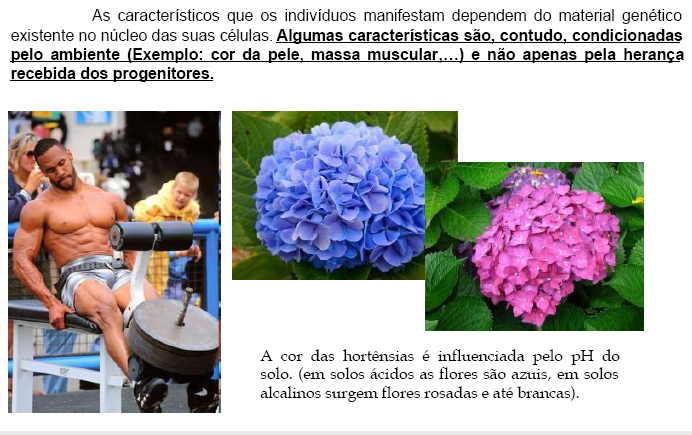 As característicos que os indivíduos manifestam dependem do material genético
existente no núcleo das suas células. Algumas características são, contudo, condicionadas
pelo ambiente (Exemplo: cor da pele, massa muscular,...) e não apenas pela herança
recebida dos progenitores.
A cor das hortênsias é influenciada pelo pH do
solo. (em solos ácidos as flores são azuis, em solos
alcalinos surgem flores rosadas e até brancas).